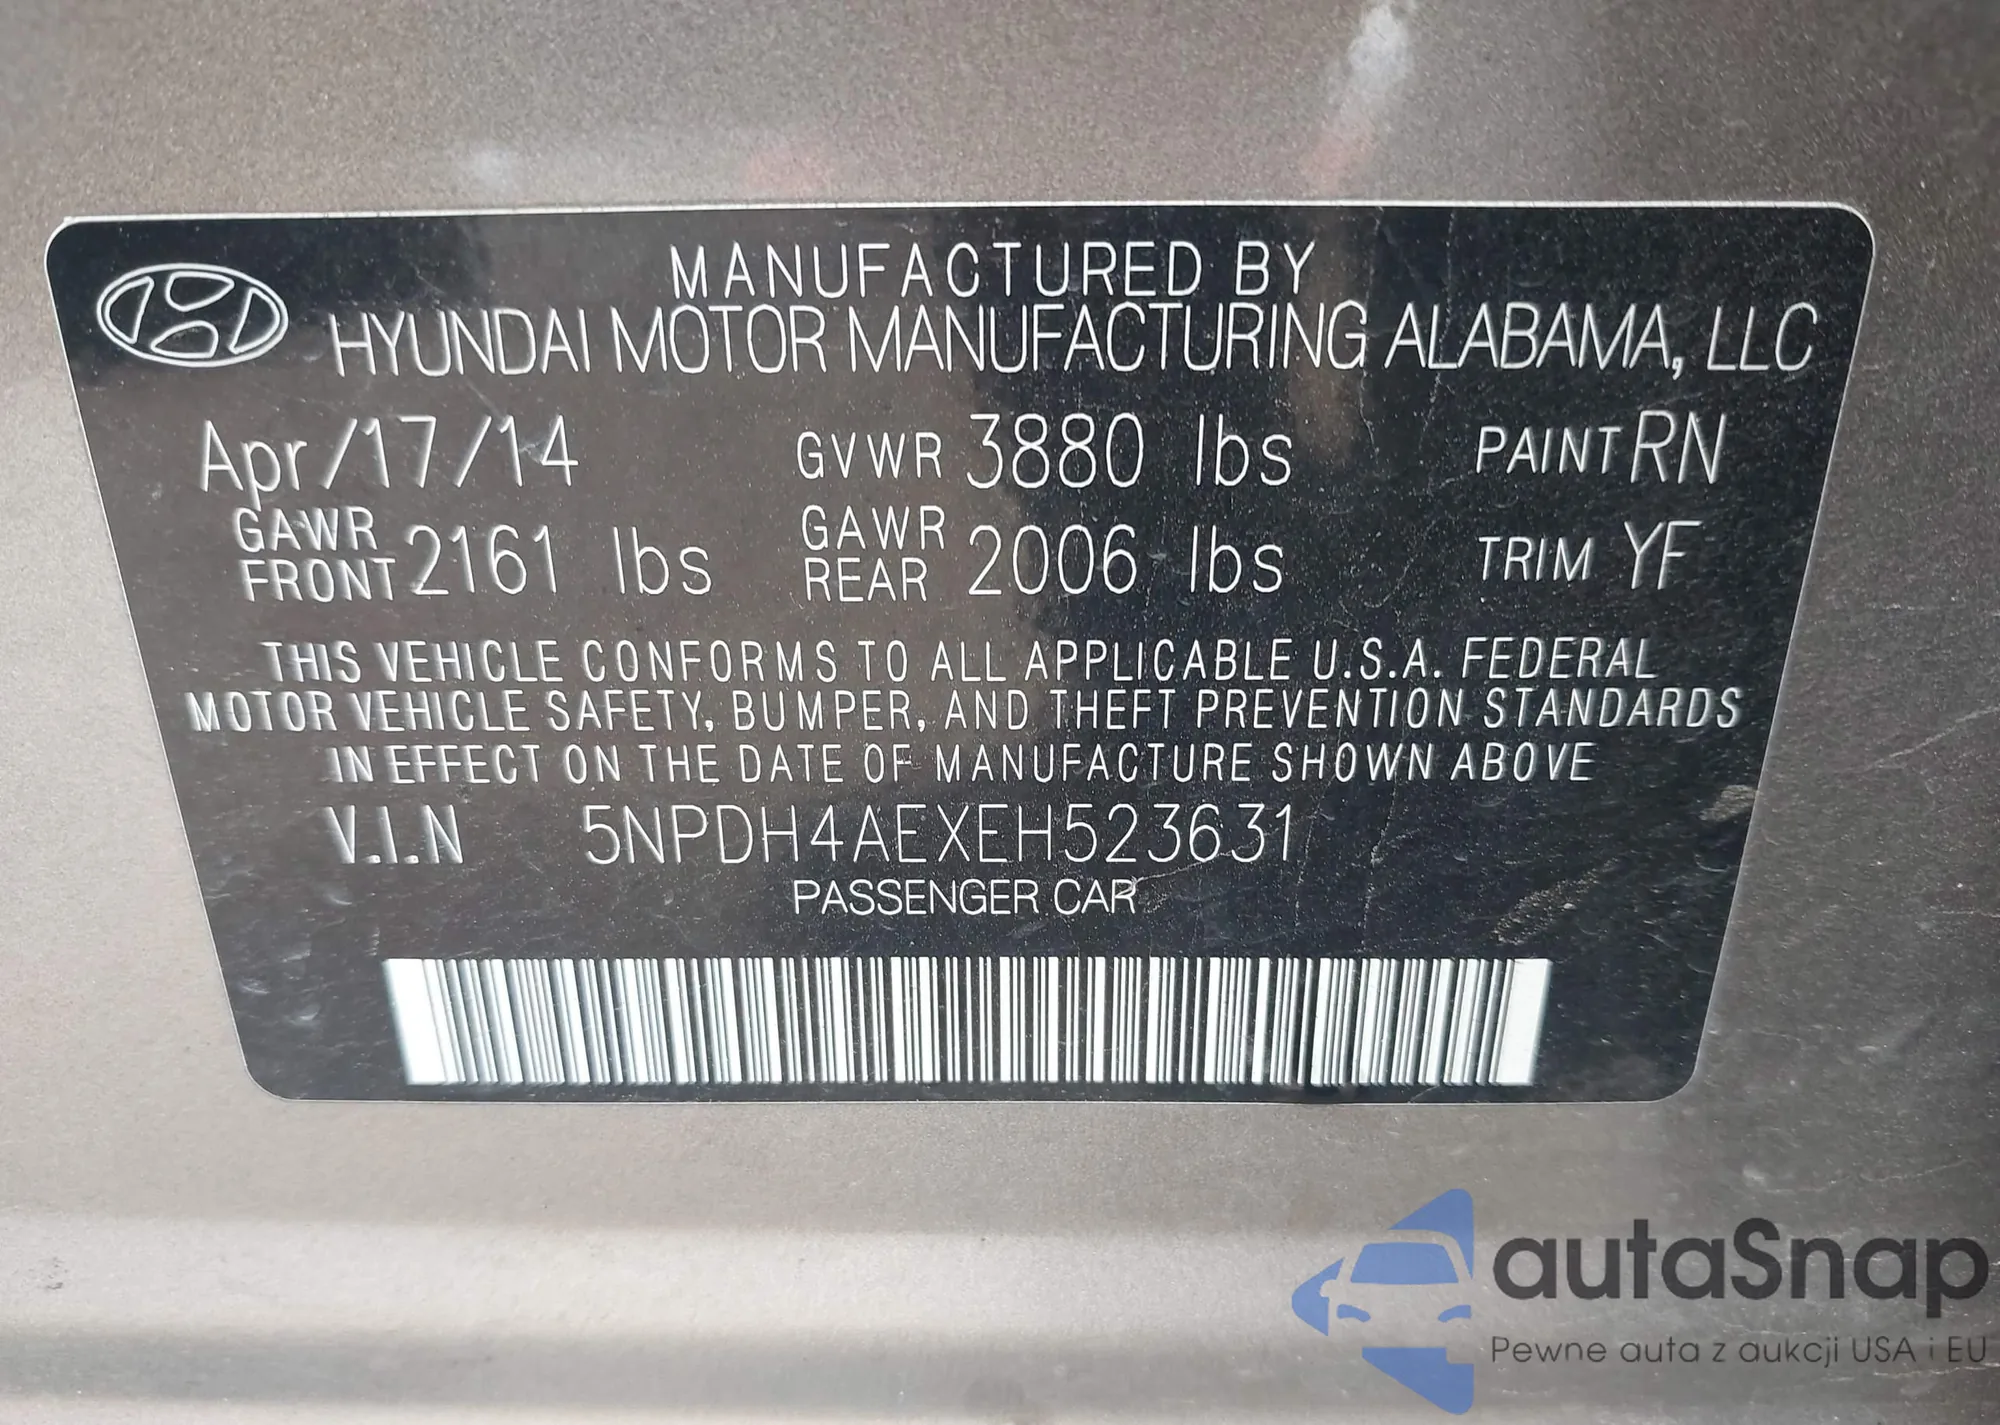 MANUFACTURED BY
HYUNDAI MOTOR MANUFACTURING ALABAMA, LLC
Apr/17/14 GVWR 3880 lbs PAINT RN
GAWR FRONT 2161 lbs GAWR REAR 2006 lbs TRIM YF
THIS VEHICLE CONFORMS TO ALL APPLICABLE U.S.A. FEDERAL
MOTOR VEHICLE SAFETY, BUMPER, AND THEFT PREVENTION STANDARDS
IN EFFECT ON THE DATE OF MANUFACTURE SHOWN ABOVE
V.I.N 5NPDH4AEXEH523631
PASSENGER CAR
autaSnap
Pewne auta z aukcji USA i EU